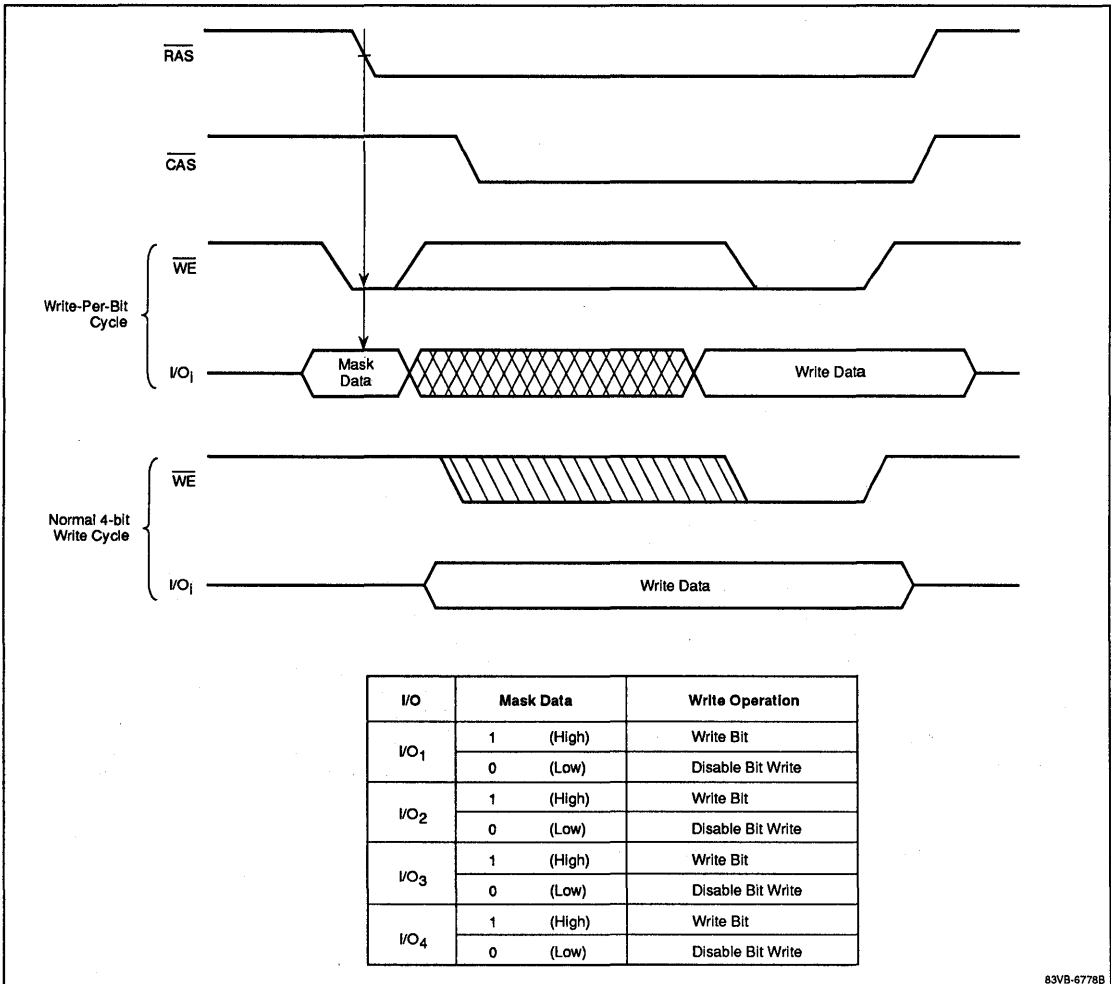 RAS
CAS
WE
Write-Per-Bit
Cycle
I/Oi
Mask
Data
Write Data
WE
Normal 4-bit
Write Cycle
I/Oi
Write Data
I/O Mask Data Write Operation
I/O1 1 (High) Write Bit
0 (Low) Disable Bit Write
I/O2 1 (High) Write Bit
0 (Low) Disable Bit Write
I/O3 1 (High) Write Bit
0 (Low) Disable Bit Write
I/O4 1 (High) Write Bit
0 (Low) Disable Bit Write
83VB-6778B